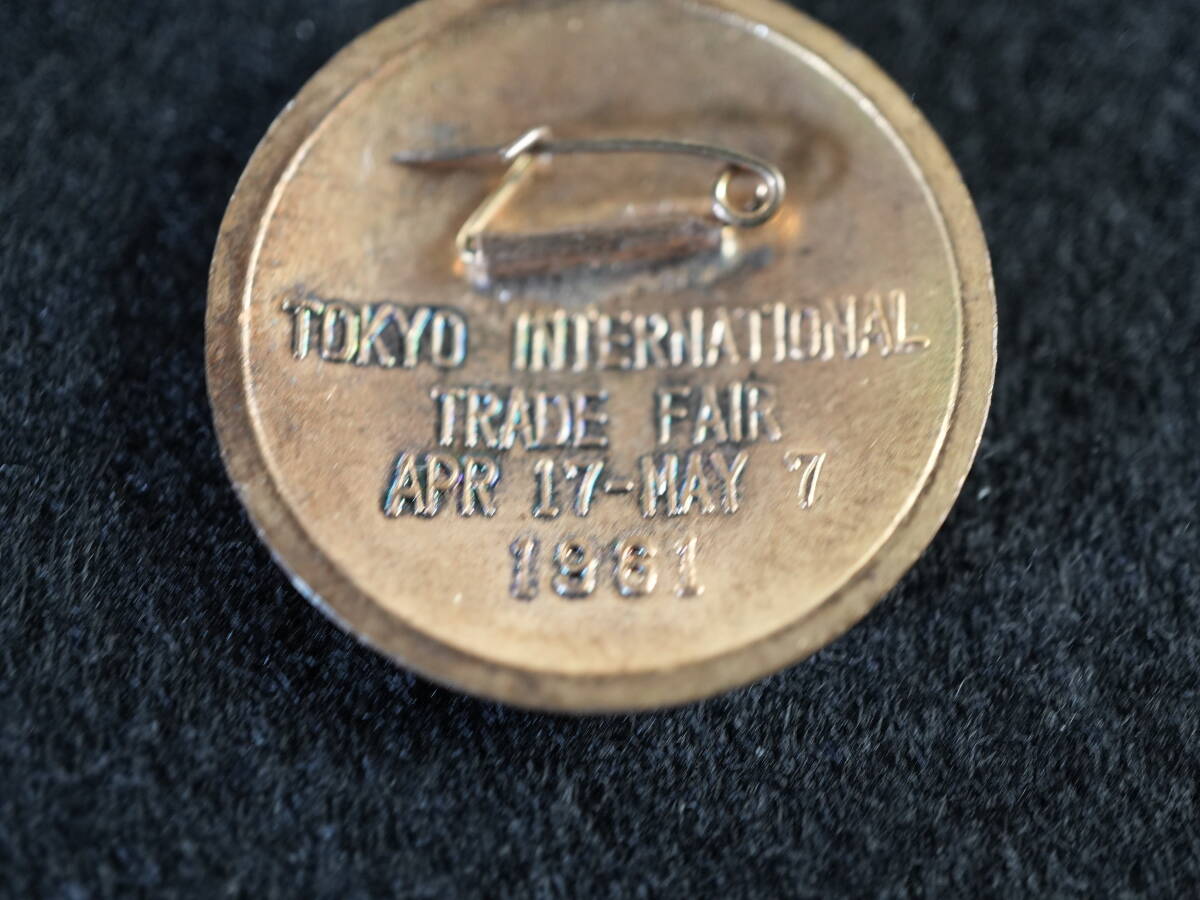 TOKYO INTERNATIONAL
TRADE FAIR
APR 17-MAY 7
1961